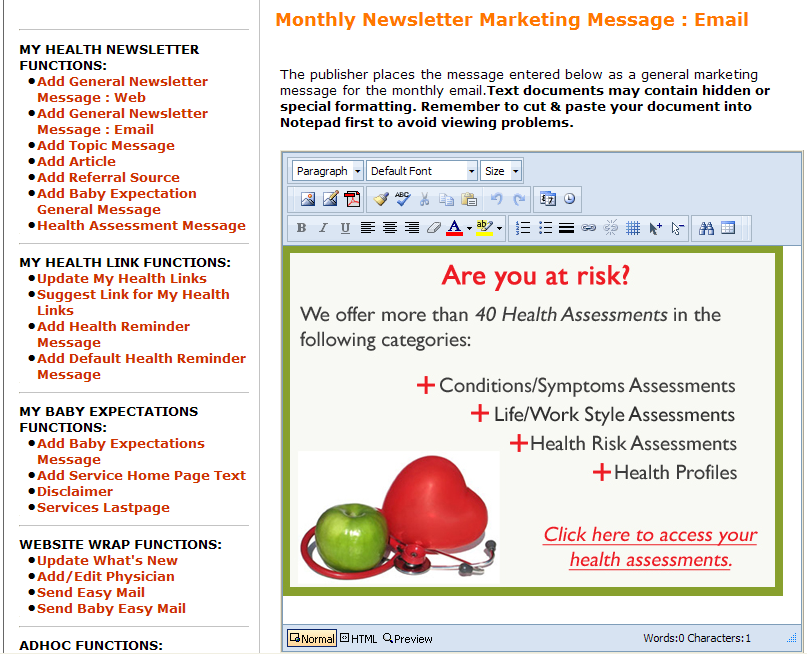 MY HEALTH NEWSLETTER
FUNCTIONS:
Add General Newsletter
Message : Web
Add General Newsletter
Message : Email
Add Topic Message
Add Article
Add Referral Source
Add Baby Expectation
General Message
Health Assessment Message
MY HEALTH LINK FUNCTIONS:
Update My Health Links
Suggest Link for My Health
Links
Add Health Reminder
Message
Add Default Health Reminder
Message
MY BABY EXPECTATIONS
FUNCTIONS:
Add Baby Expectations
Message
Add Service Home Page Text
Disclaimer
Services Lastpage
WEBSITE WRAP FUNCTIONS:
Update What's New
Add/Edit Physician
Send Easy Mail
Send Baby Easy Mail
ADHOC FUNCTIONS:
Monthly Newsletter Marketing Message : Email
The publisher places the message entered below as a general marketing
message for the monthly email.Text documents may contain hidden or
special formatting. Remember to cut & paste your document into
Notepad first to avoid viewing problems.
Paragraph Default Font Size
ABC
B I U A ab
Are you at risk?
We offer more than 40 Health Assessments in the
following categories:
+ Conditions/Symptoms Assessments
+ Life/Work Style Assessments
+ Health Risk Assessments
+ Health Profiles
Click here to access your
health assessments.
Normal HTML Preview Words:0 Characters:1